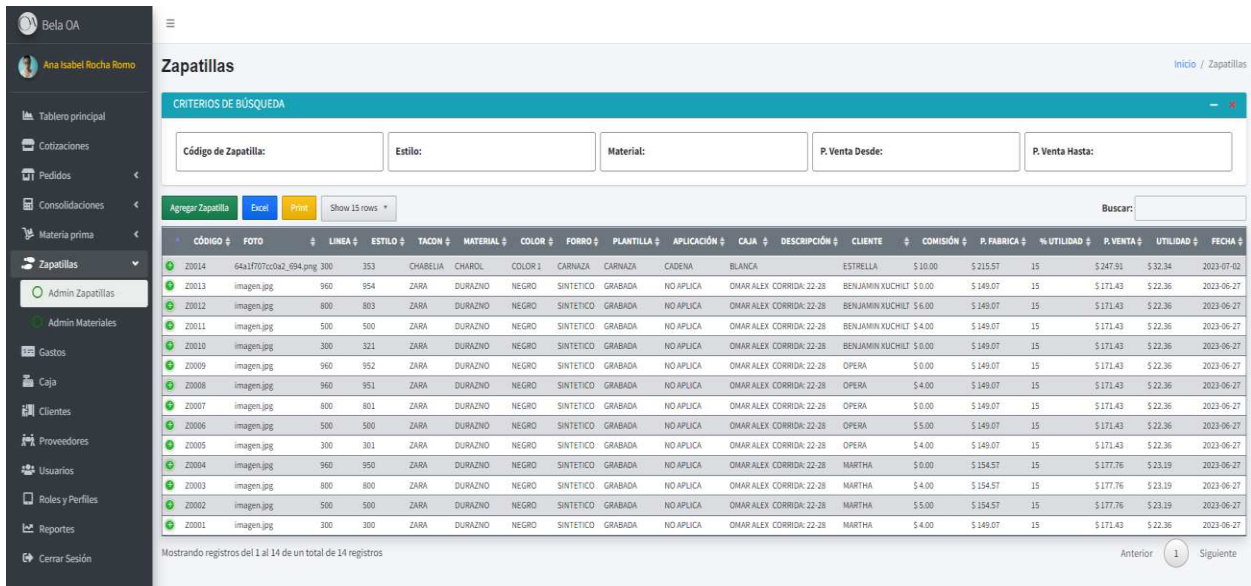 Bela OA
Ana Isabel Rocha Romo
Tablero principal
Cotizaciones
Pedidos
Consolidaciones
Materia prima
Zapatillas
Admin Zapatillas
Admin Materiales
Gastos
Caja
Clientes
Proveedores
Usuarios
Roles y Perfiles
Reportes
Cerrar Sesión
Zapatillas
Inicio / Zapatillas
CRITERIOS DE BÚSQUEDA
Código de Zapatilla: Estilo: Material: P. Venta Desde: P. Venta Hasta:
Agregar Zapatilla Excel Print Show 15 rows Buscar:
CÓDIGO FOTO LINEA ESTILO TACON MATERIAL COLOR FORRO PLANTILLA APLICACIÓN CAJA DESCRIPCIÓN CLIENTE COMISIÓN P. FABRICA % UTILIDAD P. VENTA UTILIDAD FECHA
Z0014 64a1f707cc0a2_694.png 300 353 CHABELIA CHAROL COLOR 1 CARNAZA CARNAZA CADENA BLANCA ESTRELLA $ 10.00 $ 215.57 15 $ 247.91 $ 32.34 2023-07-02
Z0013 imagen.jpg 960 954 ZARA DURAZNO NEGRO SINTETICO GRABADA NO APLICA OMAR ALEX CORRIDA: 22-28 BENJAMIN XUCHILT $ 0.00 $ 149.07 15 $ 171.43 $ 22.36 2023-06-27
Z0012 imagen.jpg 800 803 ZARA DURAZNO NEGRO SINTETICO GRABADA NO APLICA OMAR ALEX CORRIDA: 22-28 BENJAMIN XUCHILT $ 6.00 $ 149.07 15 $ 171.43 $ 22.36 2023-06-27
Z0011 imagen.jpg 500 500 ZARA DURAZNO NEGRO SINTETICO GRABADA NO APLICA OMAR ALEX CORRIDA: 22-28 BENJAMIN XUCHILT $ 4.00 $ 149.07 15 $ 171.43 $ 22.36 2023-06-27
Z0010 imagen.jpg 300 321 ZARA DURAZNO NEGRO SINTETICO GRABADA NO APLICA OMAR ALEX CORRIDA: 22-28 BENJAMIN XUCHILT $ 0.00 $ 149.07 15 $ 171.43 $ 22.36 2023-06-27
Z0009 imagen.jpg 960 952 ZARA DURAZNO NEGRO SINTETICO GRABADA NO APLICA OMAR ALEX CORRIDA: 22-28 OPERA $ 0.00 $ 149.07 15 $ 171.43 $ 22.36 2023-06-27
Z0008 imagen.jpg 960 951 ZARA DURAZNO NEGRO SINTETICO GRABADA NO APLICA OMAR ALEX CORRIDA: 22-28 OPERA $ 4.00 $ 149.07 15 $ 171.43 $ 22.36 2023-06-27
Z0007 imagen.jpg 800 801 ZARA DURAZNO NEGRO SINTETICO GRABADA NO APLICA OMAR ALEX CORRIDA: 22-28 OPERA $ 0.00 $ 149.07 15 $ 171.43 $ 22.36 2023-06-27
Z0006 imagen.jpg 500 500 ZARA DURAZNO NEGRO SINTETICO GRABADA NO APLICA OMAR ALEX CORRIDA: 22-28 OPERA $ 5.00 $ 149.07 15 $ 171.43 $ 22.36 2023-06-27
Z0005 imagen.jpg 300 301 ZARA DURAZNO NEGRO SINTETICO GRABADA NO APLICA OMAR ALEX CORRIDA: 22-28 OPERA $ 4.00 $ 149.07 15 $ 171.43 $ 22.36 2023-06-27
Z0004 imagen.jpg 960 950 ZARA DURAZNO NEGRO SINTETICO GRABADA NO APLICA OMAR ALEX CORRIDA: 22-28 MARTHA $ 0.00 $ 154.57 15 $ 177.76 $ 23.19 2023-06-27
Z0003 imagen.jpg 800 800 ZARA DURAZNO NEGRO SINTETICO GRABADA NO APLICA OMAR ALEX CORRIDA: 22-28 MARTHA $ 4.00 $ 154.57 15 $ 177.76 $ 23.19 2023-06-27
Z0002 imagen.jpg 500 500 ZARA DURAZNO NEGRO SINTETICO GRABADA NO APLICA OMAR ALEX CORRIDA: 22-28 MARTHA $ 5.00 $ 154.57 15 $ 177.76 $ 23.19 2023-06-27
Z0001 imagen.jpg 300 300 ZARA DURAZNO NEGRO SINTETICO GRABADA NO APLICA OMAR ALEX CORRIDA: 22-28 MARTHA $ 4.00 $ 149.07 15 $ 171.43 $ 22.36 2023-06-27
Mostrando registros del 1 al 14 de un total de 14 registros
Anterior 1 Siguiente